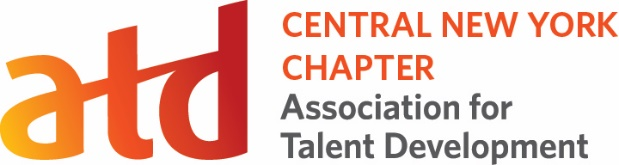 atd
CENTRAL NEW YORK
CHAPTER
Association for
Talent Development